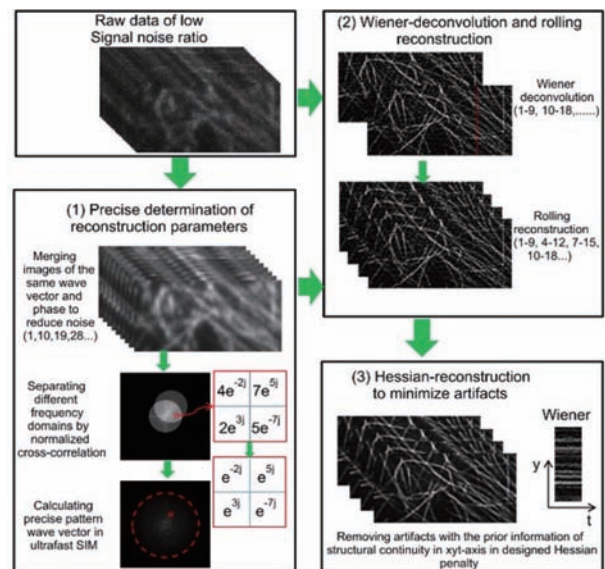 Raw data of low
Signal noise ratio
(2) Wiener-deconvolution and rolling
reconstruction
Wiener
deconvolution
(1-9, 10-18,......)
Rolling
reconstruction
(1-9, 4-12, 7-15,
10-18...)
(1) Precise determination of
reconstruction parameters
Merging
images of the
same wave
vector and
phase to
reduce noise
(1,10,19,28...)
Separating
different
frequency
domains by
normalized
cross-correlation
4e^-2j 7e^5j
2e^3j 5e^-7j
e^-2j e^5j
e^3j e^-7j
Calculating
precise pattern
wave vector in
ultrafast SIM
(3) Hessian-reconstruction
to minimize artifacts
Wiener
y
t
Removing artifacts with the prior information of
structural continuity in xyt-axis in designed Hessian
penalty